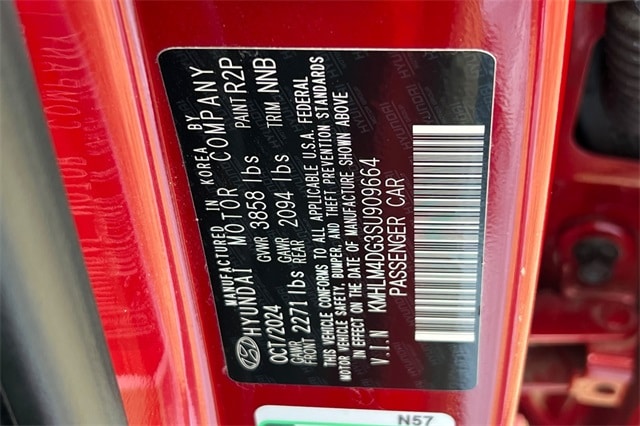 MANUFACTURED IN KOREA BY
HYUNDAI MOTOR COMPANY
OCT/2024 GVWR 3858 lbs PAINT R2P
GAWR FRONT 2271 lbs GAWR REAR 2094 lbs TRIM NNB
THIS VEHICLE CONFORMS TO ALL APPLICABLE U.S.A. FEDERAL
MOTOR VEHICLE SAFETY, BUMPER, AND THEFT PREVENTION STANDARDS
IN EFFECT ON THE DATE OF MANUFACTURE SHOWN ABOVE
V.I.N KMHLM4DG3SU909664
PASSENGER CAR
N57